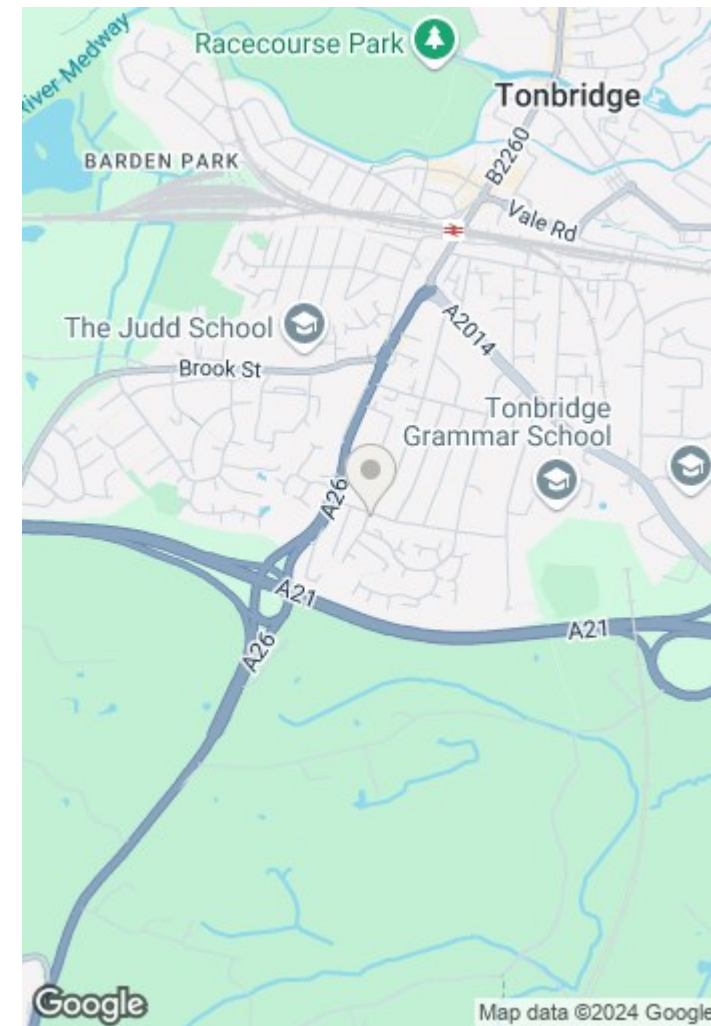 Racecourse Park
River Medway
Tonbridge
BARDEN PARK
B2260
Vale Rd
The Judd School
A2014
Brook St
Tonbridge
Grammar School
A26
A21
A21
A26
Google
Map data ©2024 Google